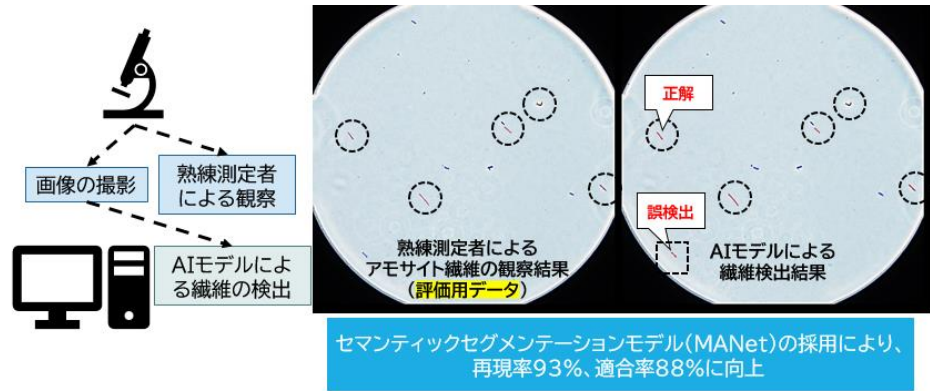 画像の撮影
熟練測定者
による観察
AIモデルによ
る繊維の検出
熟練測定者による
アモサイト繊維の観察結果
(評価用データ)
正解
誤検出
AIモデルによる
繊維検出結果
セマンティックセグメンテーションモデル(MANet)の採用により、
再現率93%、適合率88%に向上